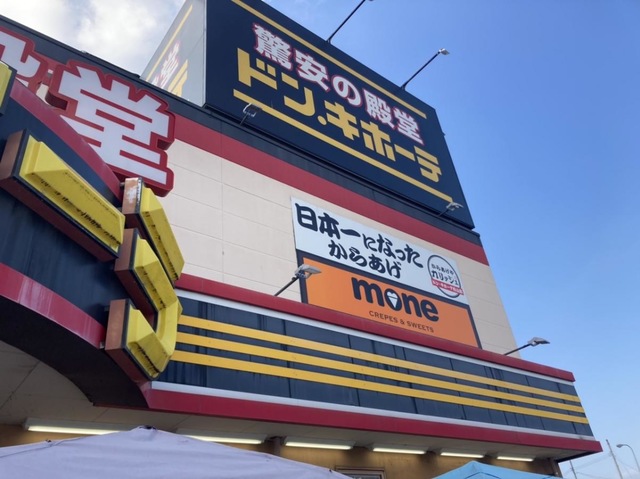 驚安の殿堂
ドン.キホーテ
堂
日本一になった
からあげ
mone
CREPES & SWEETS